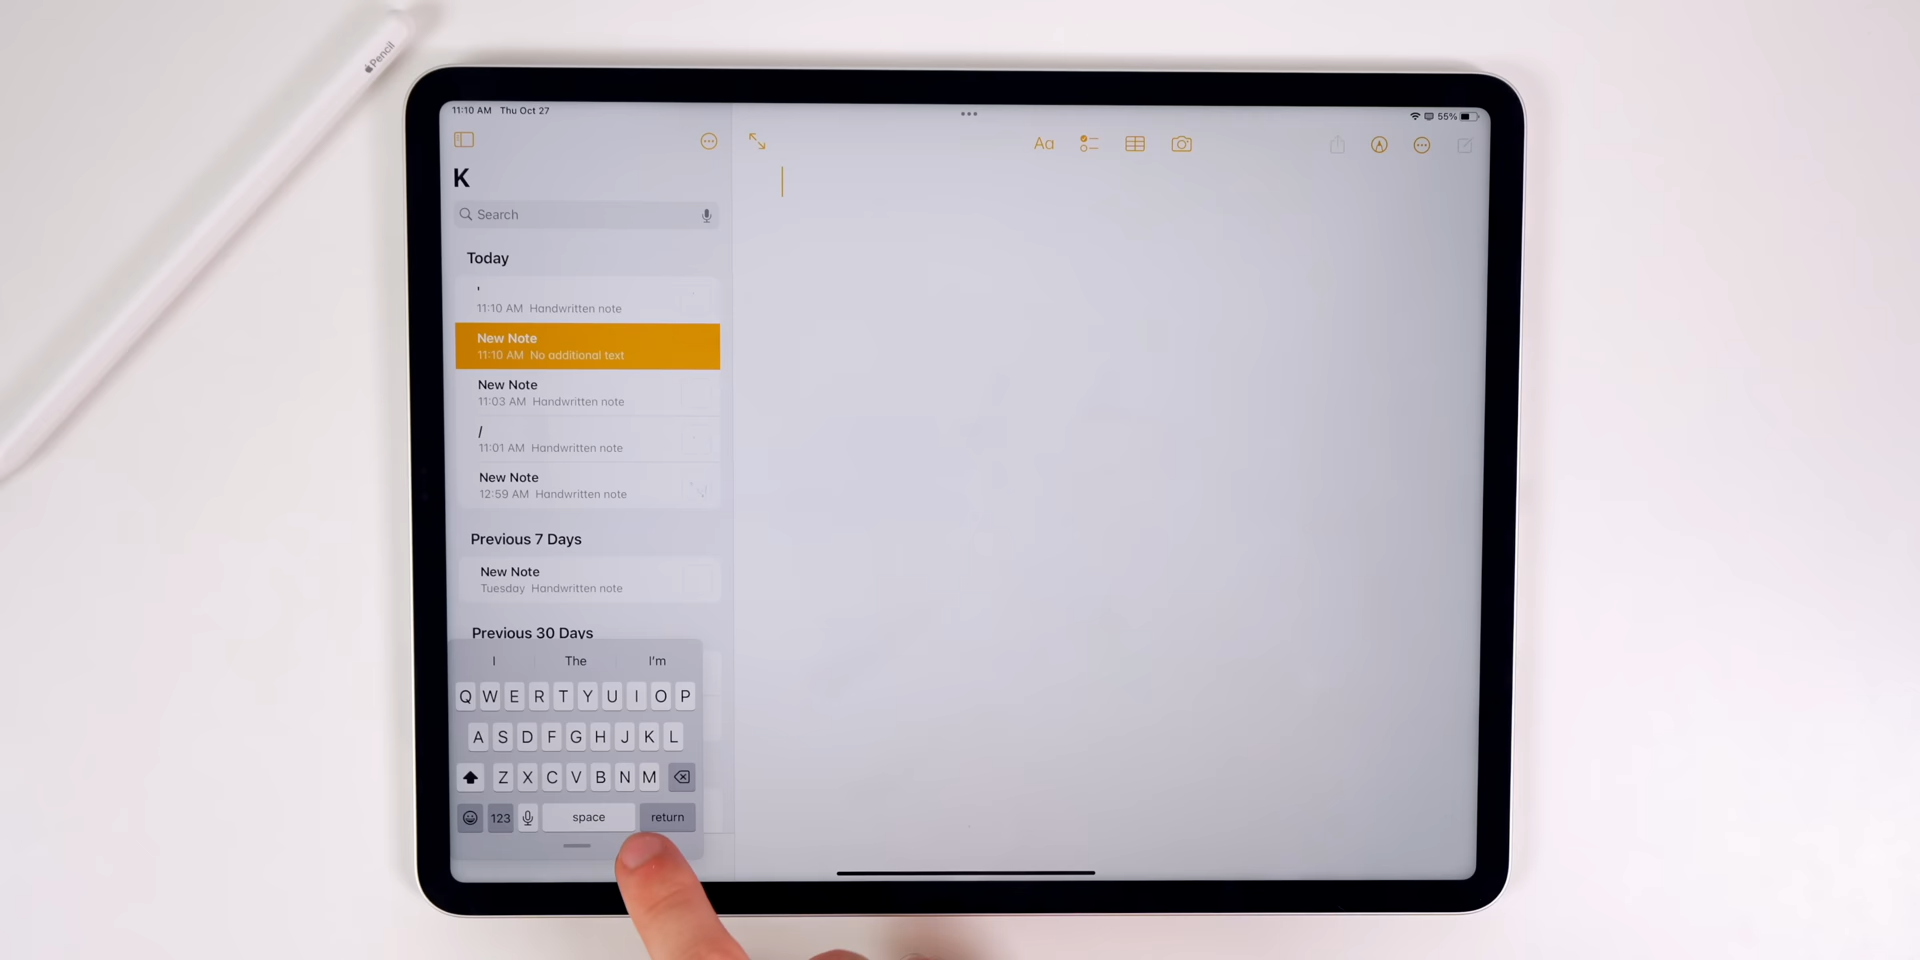 Pencil
11:10 AM Thu Oct 27
55%
Aa
K
Search
Today
'
11:10 AM Handwritten note
New Note
11:10 AM No additional text
New Note
11:03 AM Handwritten note
/
11:01 AM Handwritten note
New Note
12:59 AM Handwritten note
Previous 7 Days
New Note
Tuesday Handwritten note
Previous 30 Days
I The I'm
Q W E R T Y U I O P
A S D F G H J K L
Z X C V B N M
123 space return